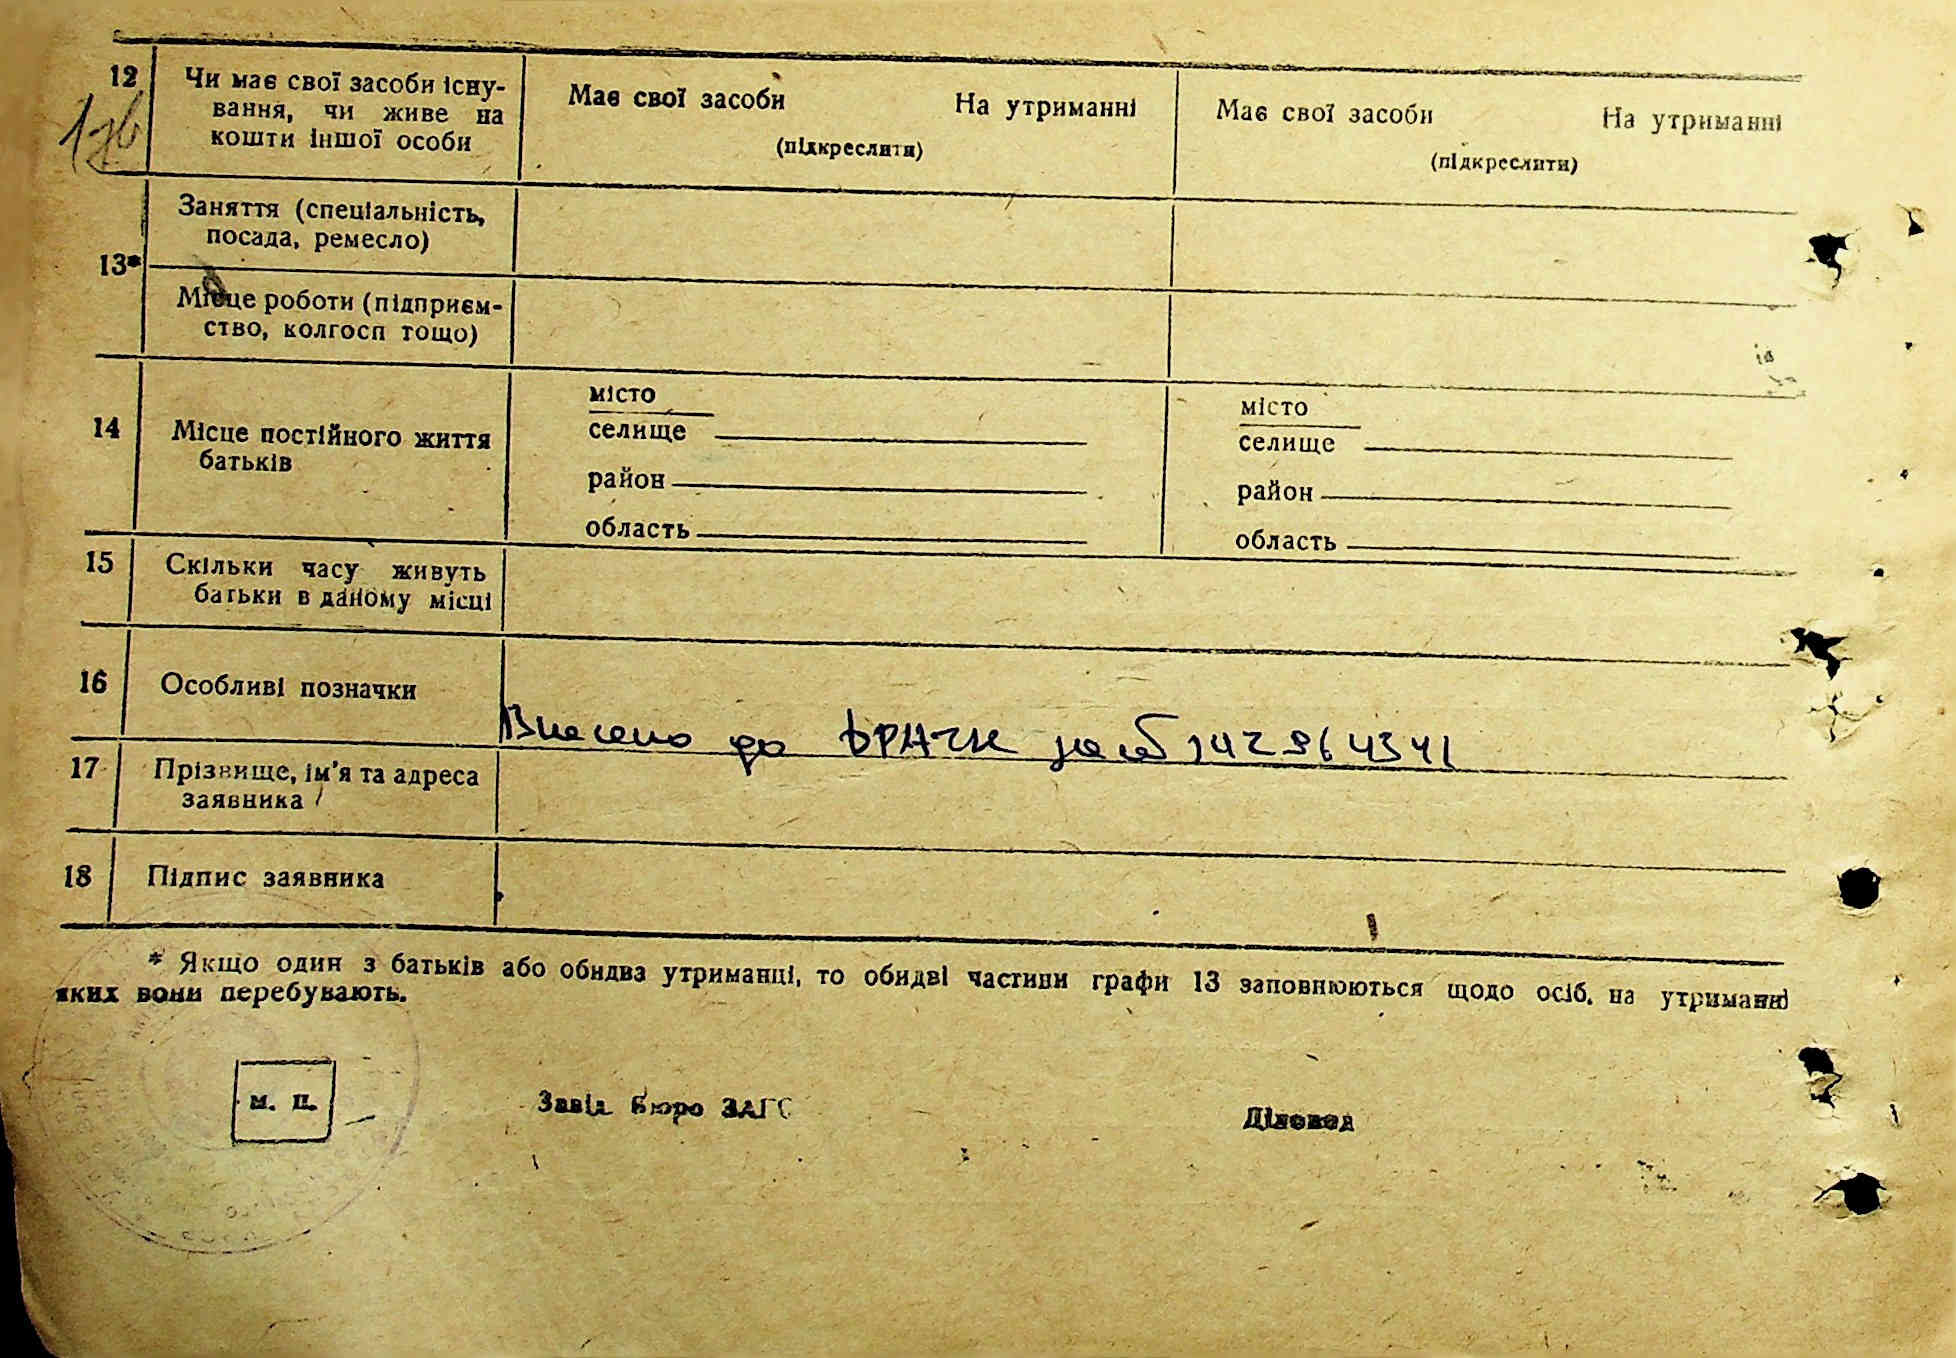 12 Чи має свої засоби існу-
вання, чи живе на
кошти іншої особи
Має свої засоби На утриманні
(підкреслити)
Має свої засоби На утриманні
(підкреслити)
13*
Заняття (спеціальність,
посада, ремесло)
Місце роботи (підприєм-
ство, колгосп тощо)
14 Місце постійного життя
батьків
місто
селище
район
область
місто
селище
район
область
15 Скільки часу живуть
батьки в даному місці
16 Особливі позначки
Внесено до ДРАЦС за
17 Прізвище, ім'я та адреса
заявника
18 Підпис заявника
* Якщо один з батьків або обидва утриманці, то обидві частини графи 13 заповнюються щодо осіб, на утриманні
яких вони перебувають.
м. п.
Завід. бюро ЗАГС
Діловод